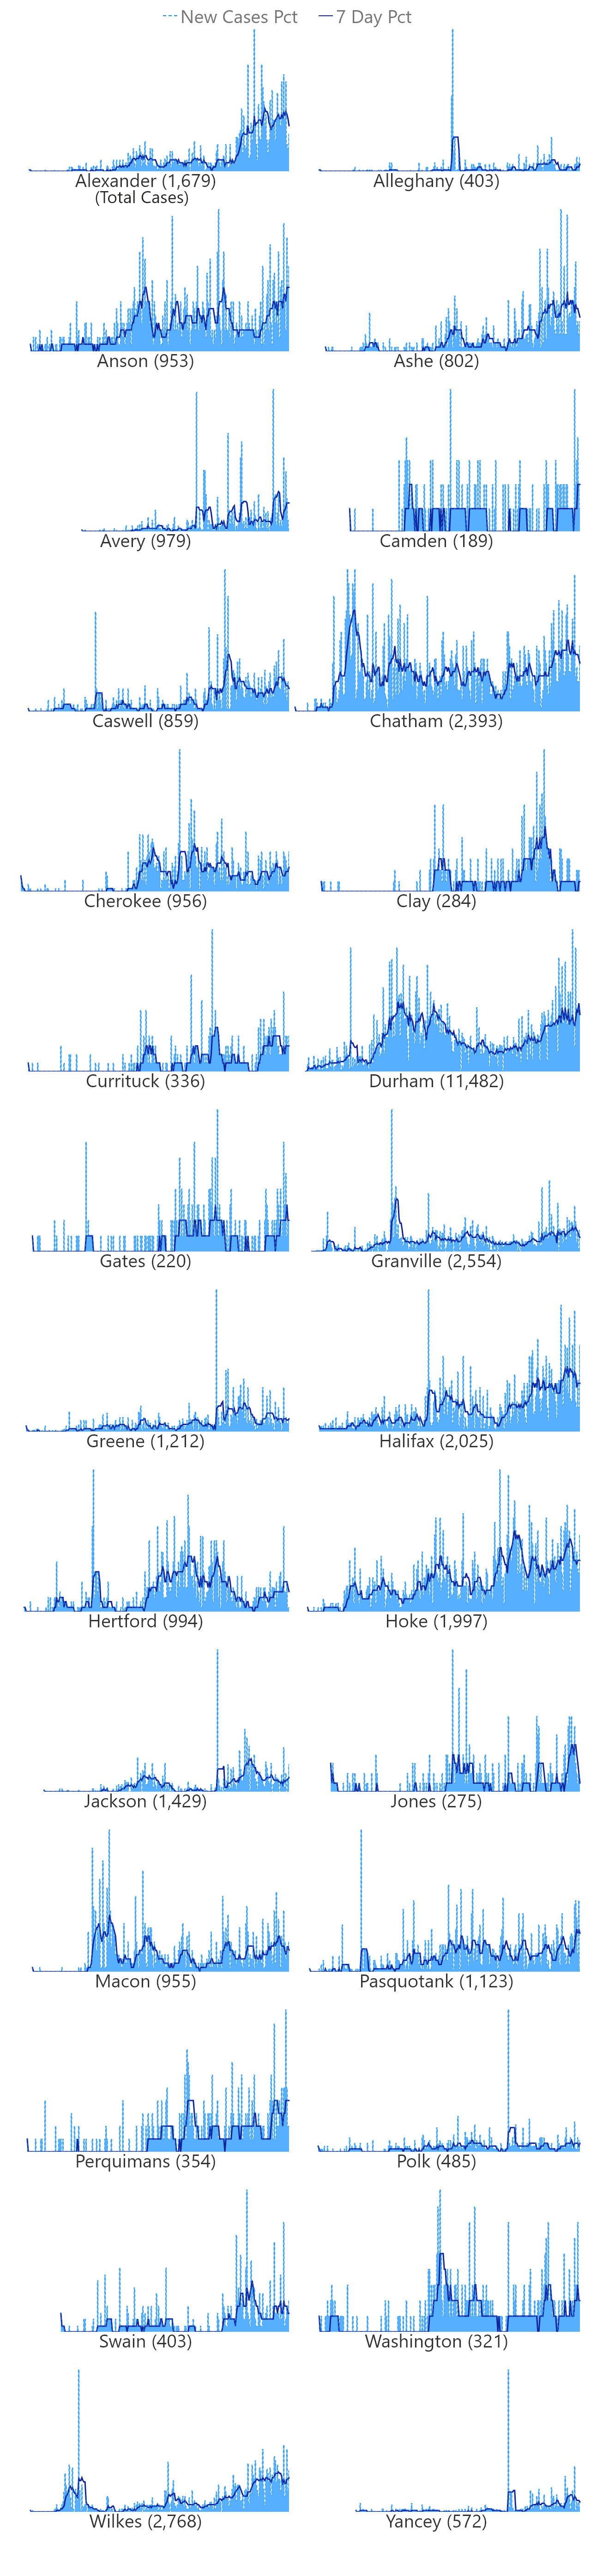 New Cases Pct 7 Day Pct
Alexander (1,679) Alleghany (403)
(Total Cases)
Anson (953) Ashe (802)
Avery (979) Camden (189)
Caswell (859) Chatham (2,393)
Cherokee (956) Clay (284)
Currituck (336) Durham (11,482)
Gates (220) Granville (2,554)
Greene (1,212) Halifax (2,025)
Hertford (994) Hoke (1,997)
Jackson (1,429) Jones (275)
Macon (955) Pasquotank (1,123)
Perquimans (354) Polk (485)
Swain (403) Washington (321)
Wilkes (2,768) Yancey (572)